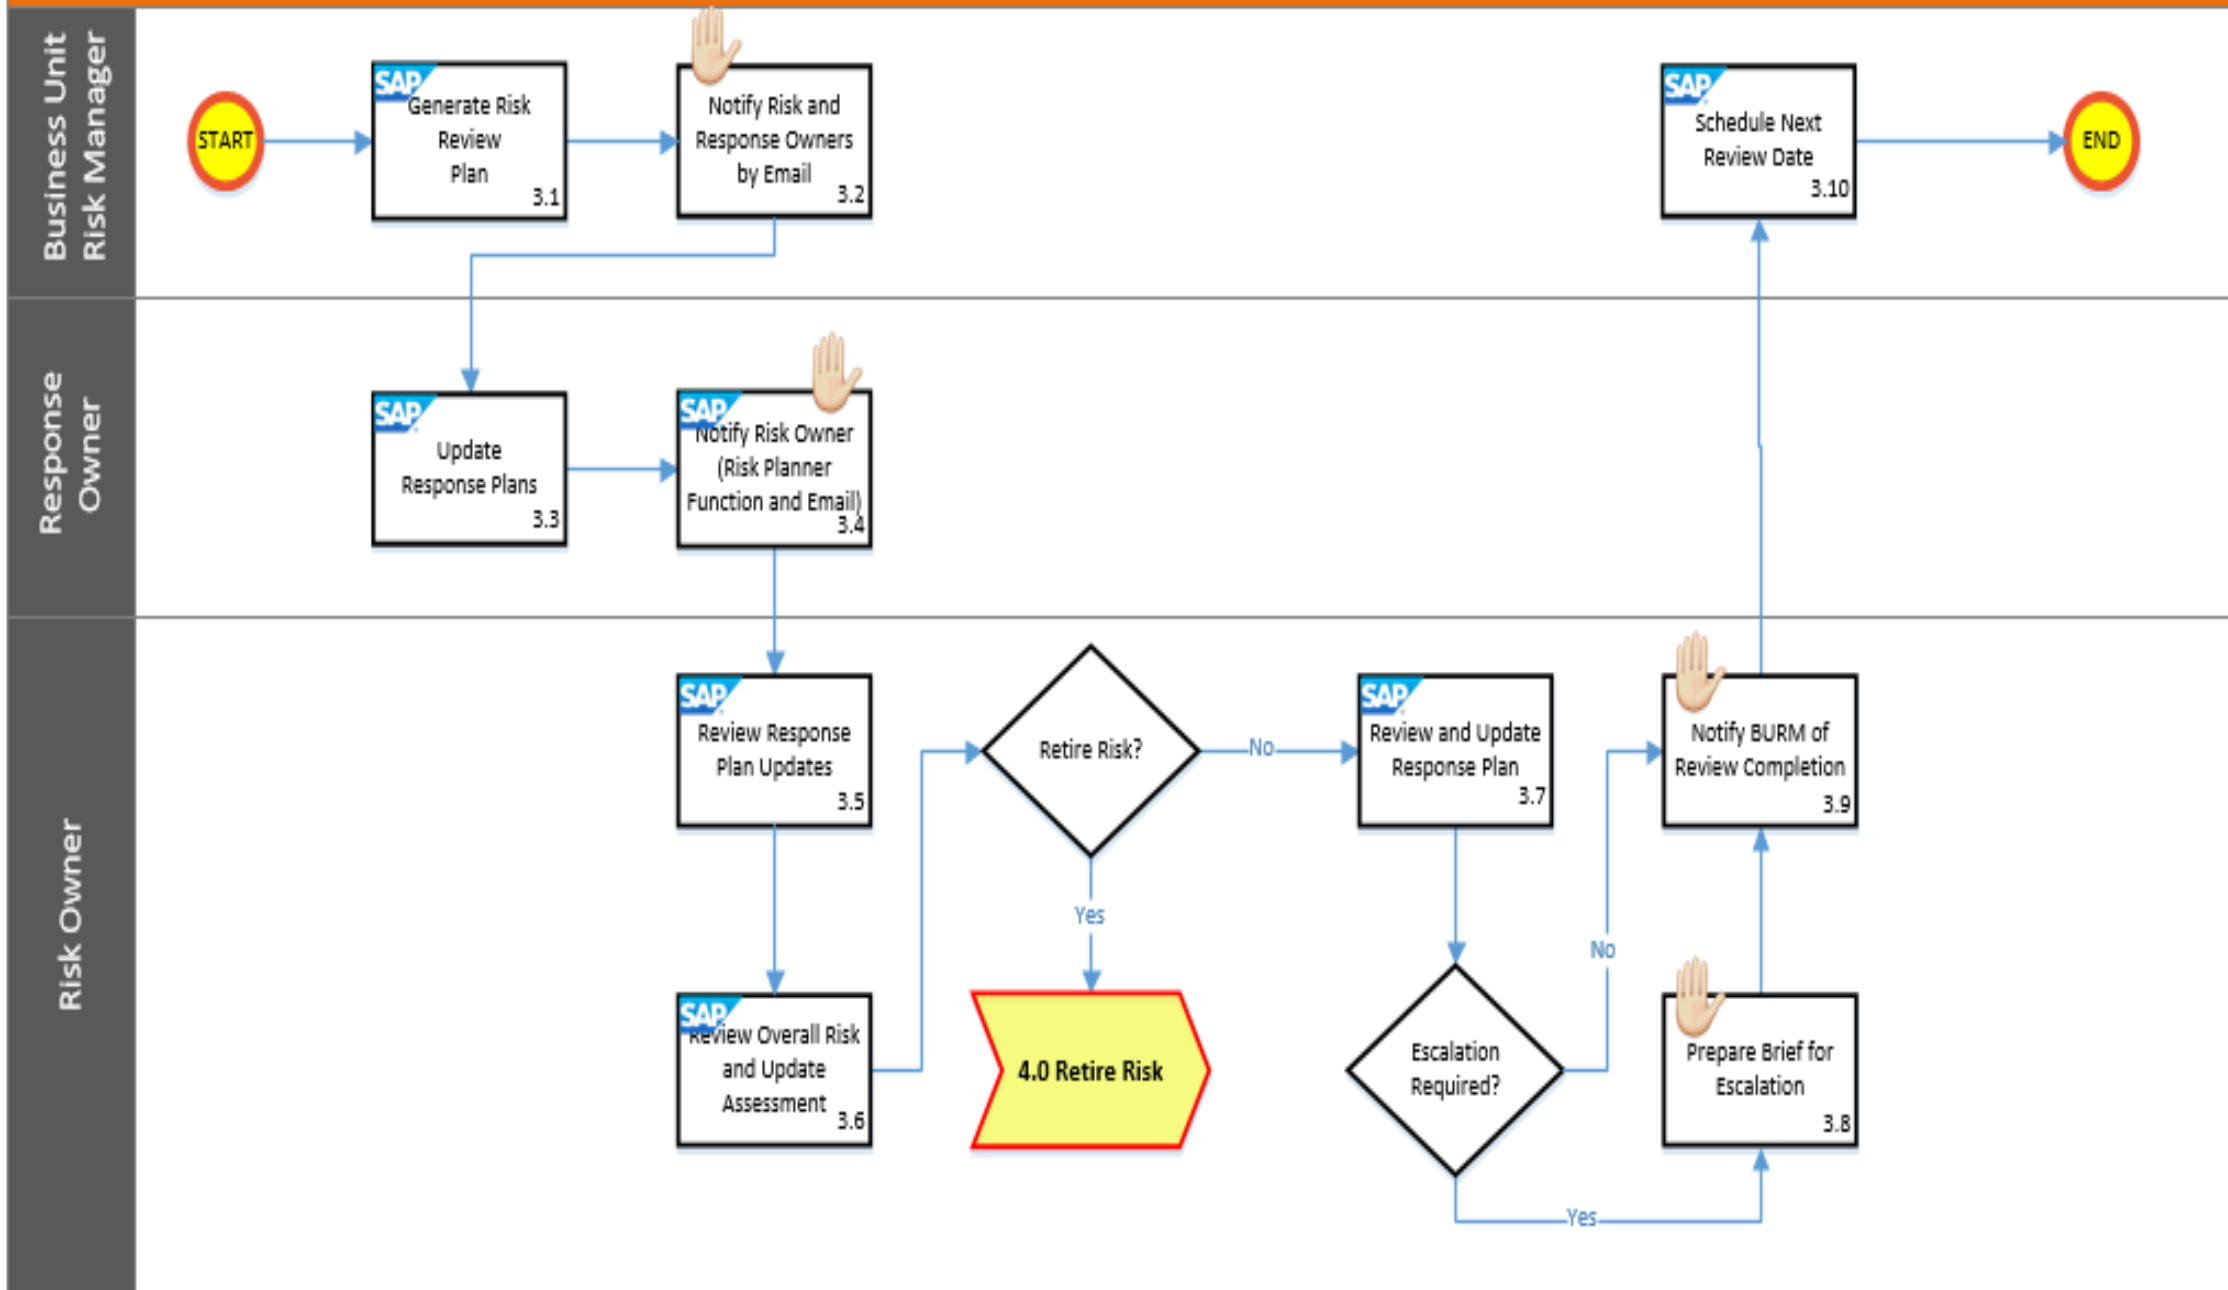 Business Unit
Risk Manager
START
SAP
Generate Risk
Review
Plan
3.1
Notify Risk and
Response Owners
by Email
3.2
SAP
Schedule Next
Review Date
3.10
END
Response
Owner
SAP
Update
Response Plans
3.3
SAP
Notify Risk Owner
(Risk Planner
Function and Email)
3.4
Risk Owner
SAP
Review Response
Plan Updates
3.5
Retire Risk?
No
Yes
SAP
Review and Update
Response Plan
3.7
Notify BURM of
Review Completion
3.9
SAP
Review Overall Risk
and Update
Assessment
3.6
4.0 Retire Risk
Escalation
Required?
No
Yes
Prepare Brief for
Escalation
3.8